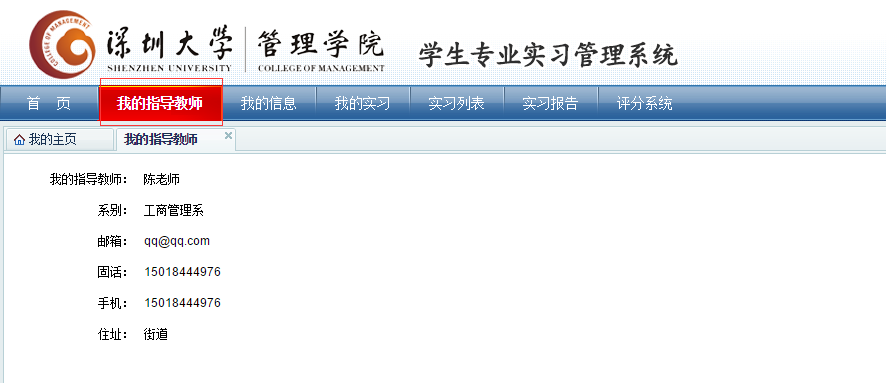 COLLEGE OF MANAGEMENT
深圳大学 管理学院
SHENZHEN UNIVERSITY COLLEGE OF MANAGEMENT
学生专业实习管理系统
首 页 我的指导教师 我的信息 我的实习 实习列表 实习报告 评分系统
我的主页 我的指导教师
我的指导教师: 陈老师
系别: 工商管理系
邮箱: qq@qq.com
固话: 15018444976
手机: 15018444976
住址: 街道